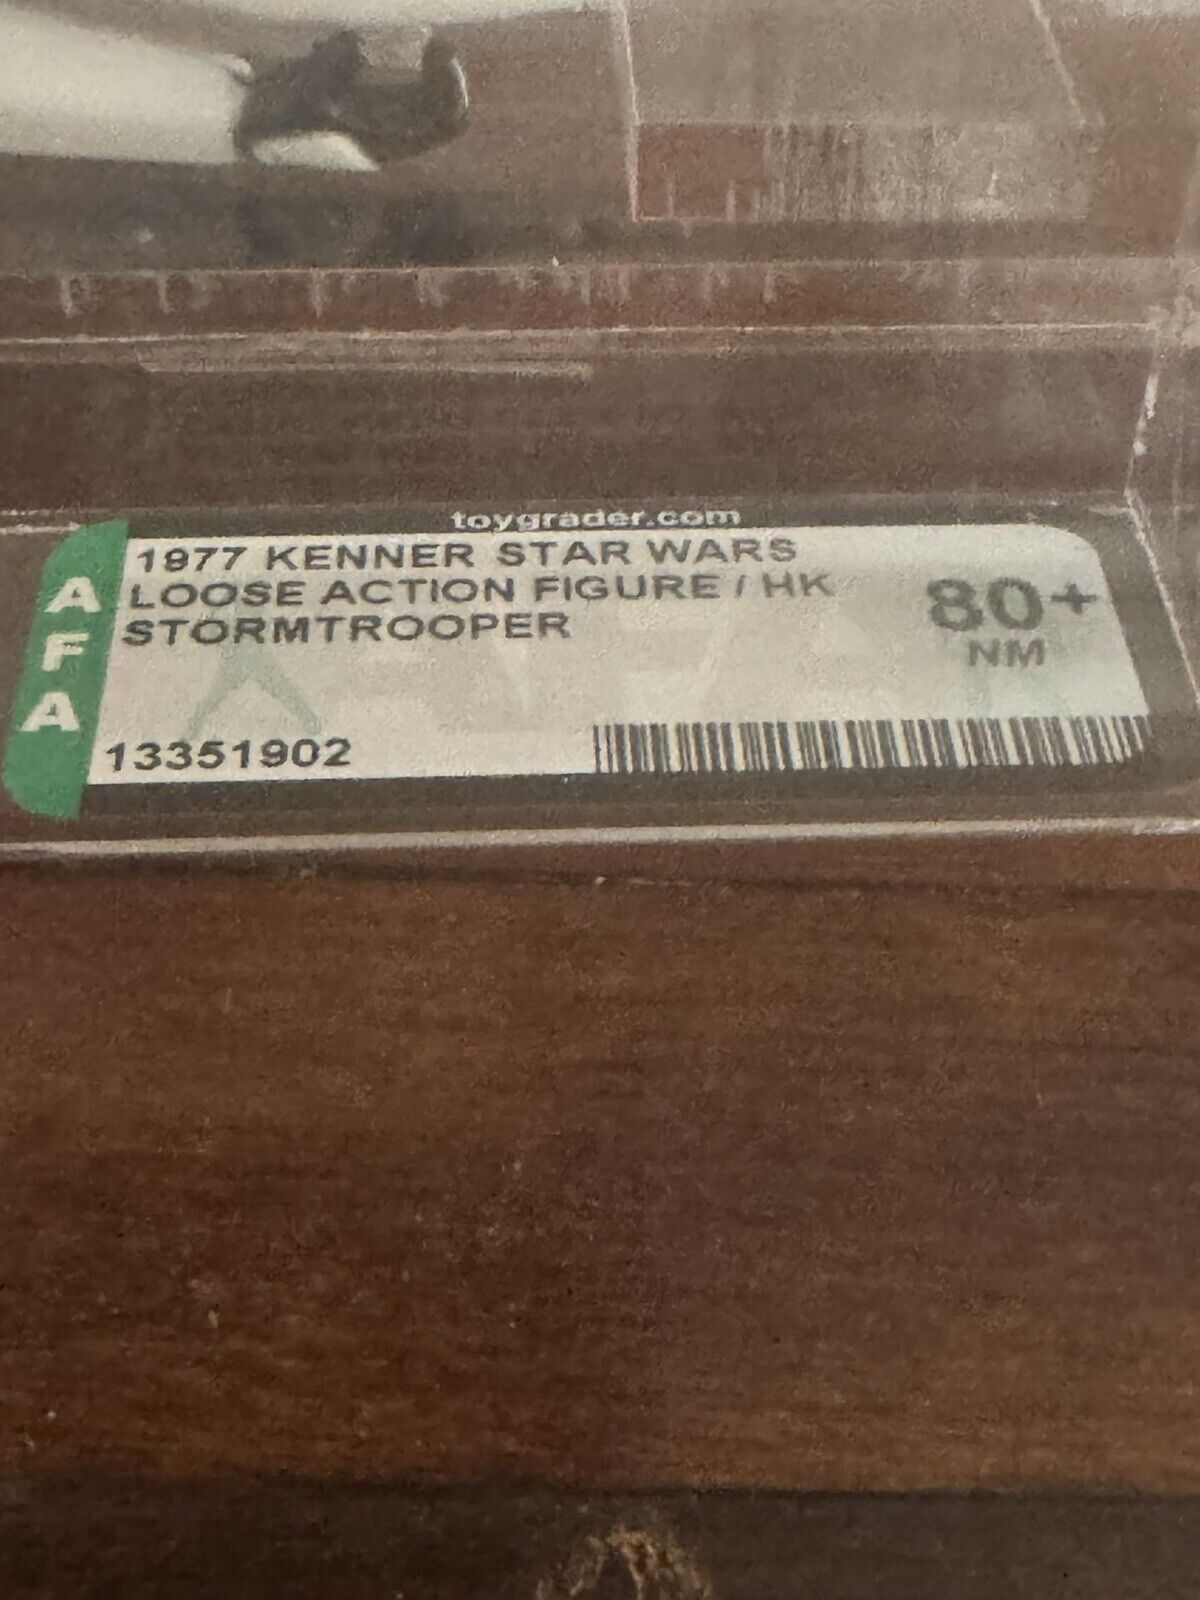 toygrader.com
AFA
1977 KENNER STAR WARS
LOOSE ACTION FIGURE / HK
STORMTROOPER
80+
NM
13351902